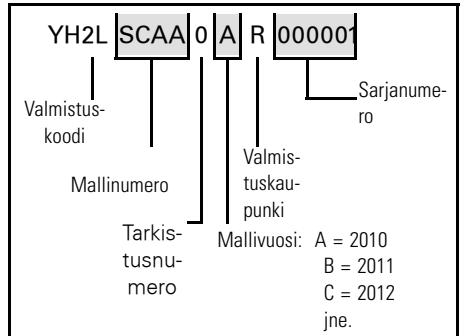 YH2L SCAA 0 A R 000001
Valmistus-
koodi
Sarjanume-
ro
Mallinumero
Valmis-
tuskau-
punki
Tarkis-
tusnu-
mero
Mallivuosi: A = 2010
B = 2011
C = 2012
jne.